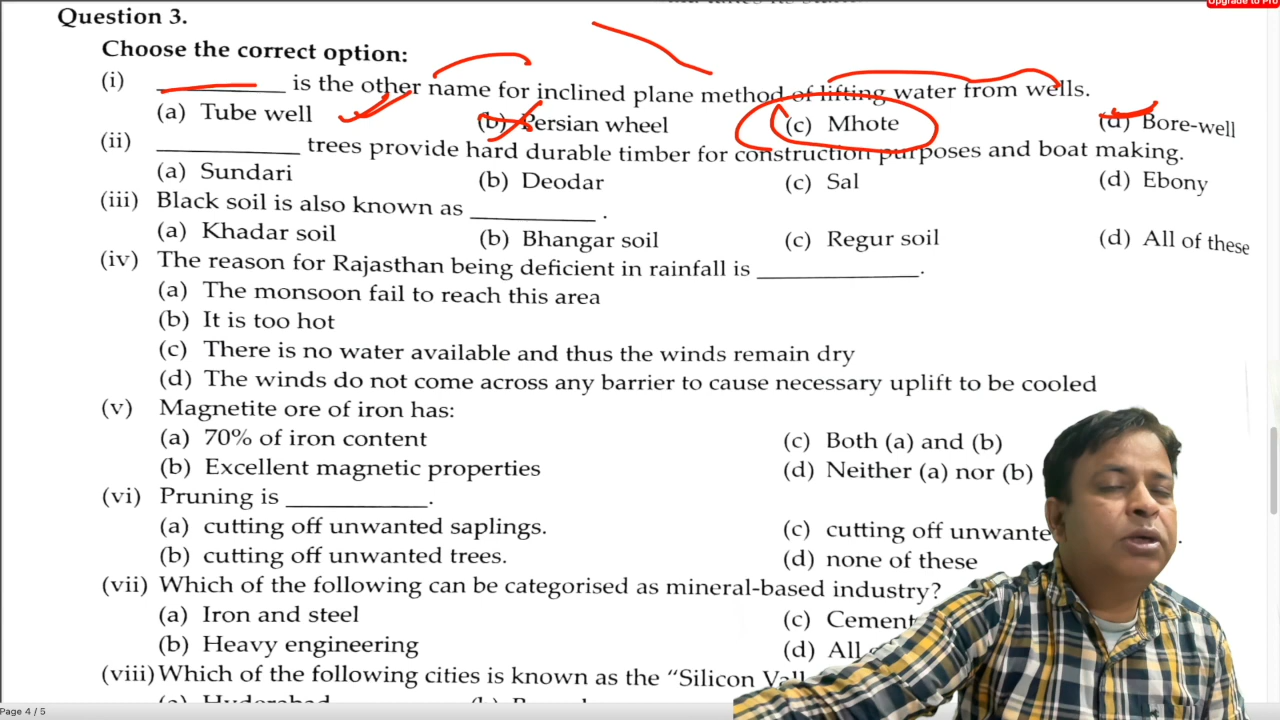 Upgrade to Pro
Question 3.
Choose the correct option:
(i) __________ is the other name for inclined plane method of lifting water from wells.
(a) Tube well (b) Persian wheel (c) Mhote (d) Bore-well
(ii) __________ trees provide hard durable timber for construction purposes and boat making.
(a) Sundari (b) Deodar (c) Sal (d) Ebony
(iii) Black soil is also known as __________ .
(a) Khadar soil (b) Bhangar soil (c) Regur soil (d) All of these
(iv) The reason for Rajasthan being deficient in rainfall is __________ .
(a) The monsoon fail to reach this area
(b) It is too hot
(c) There is no water available and thus the winds remain dry
(d) The winds do not come across any barrier to cause necessary uplift to be cooled
(v) Magnetite ore of iron has:
(a) 70% of iron content (c) Both (a) and (b)
(b) Excellent magnetic properties (d) Neither (a) nor (b)
(vi) Pruning is __________ .
(a) cutting off unwanted saplings. (c) cutting off unwante
(b) cutting off unwanted trees. (d) none of these
(vii) Which of the following can be categorised as mineral-based industry?
(a) Iron and steel (c) Cement
(b) Heavy engineering (d) All
(viii) Which of the following cities is known as the "Silicon
(a) Hyderabad (b)
Page 4 / 5